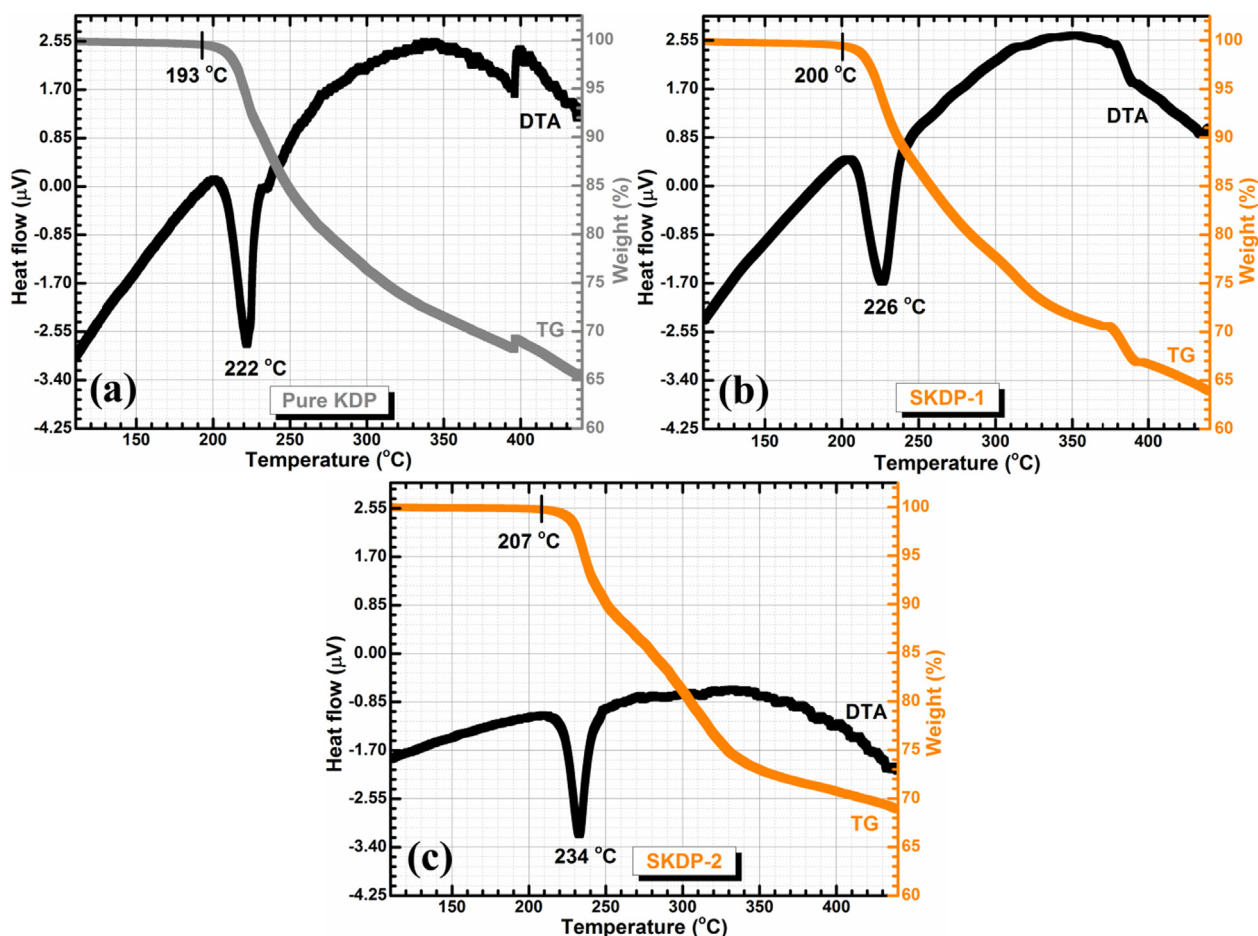 2.55
1.70
0.85
0.00
-0.85
-1.70
-2.55
-3.40
-4.25
Heat flow (μV)
193 °C
DTA
222 °C
TG
(a)
Pure KDP
100
95
90
85
80
75
70
65
60
Weight (%)
150 200 250 300 350 400
Temperature (°C)
2.55
1.70
0.85
0.00
-0.85
-1.70
-2.55
-3.40
-4.25
Heat flow (μV)
200 °C
DTA
226 °C
TG
(b)
SKDP-1
100
95
90
85
80
75
70
65
60
Weight (%)
150 200 250 300 350 400
Temperature (°C)
2.55
1.70
0.85
0.00
-0.85
-1.70
-2.55
-3.40
-4.25
Heat flow (μV)
207 °C
DTA
234 °C
TG
(c)
SKDP-2
100
95
90
85
80
75
70
65
60
Weight (%)
150 200 250 300 350 400
Temperature (°C)